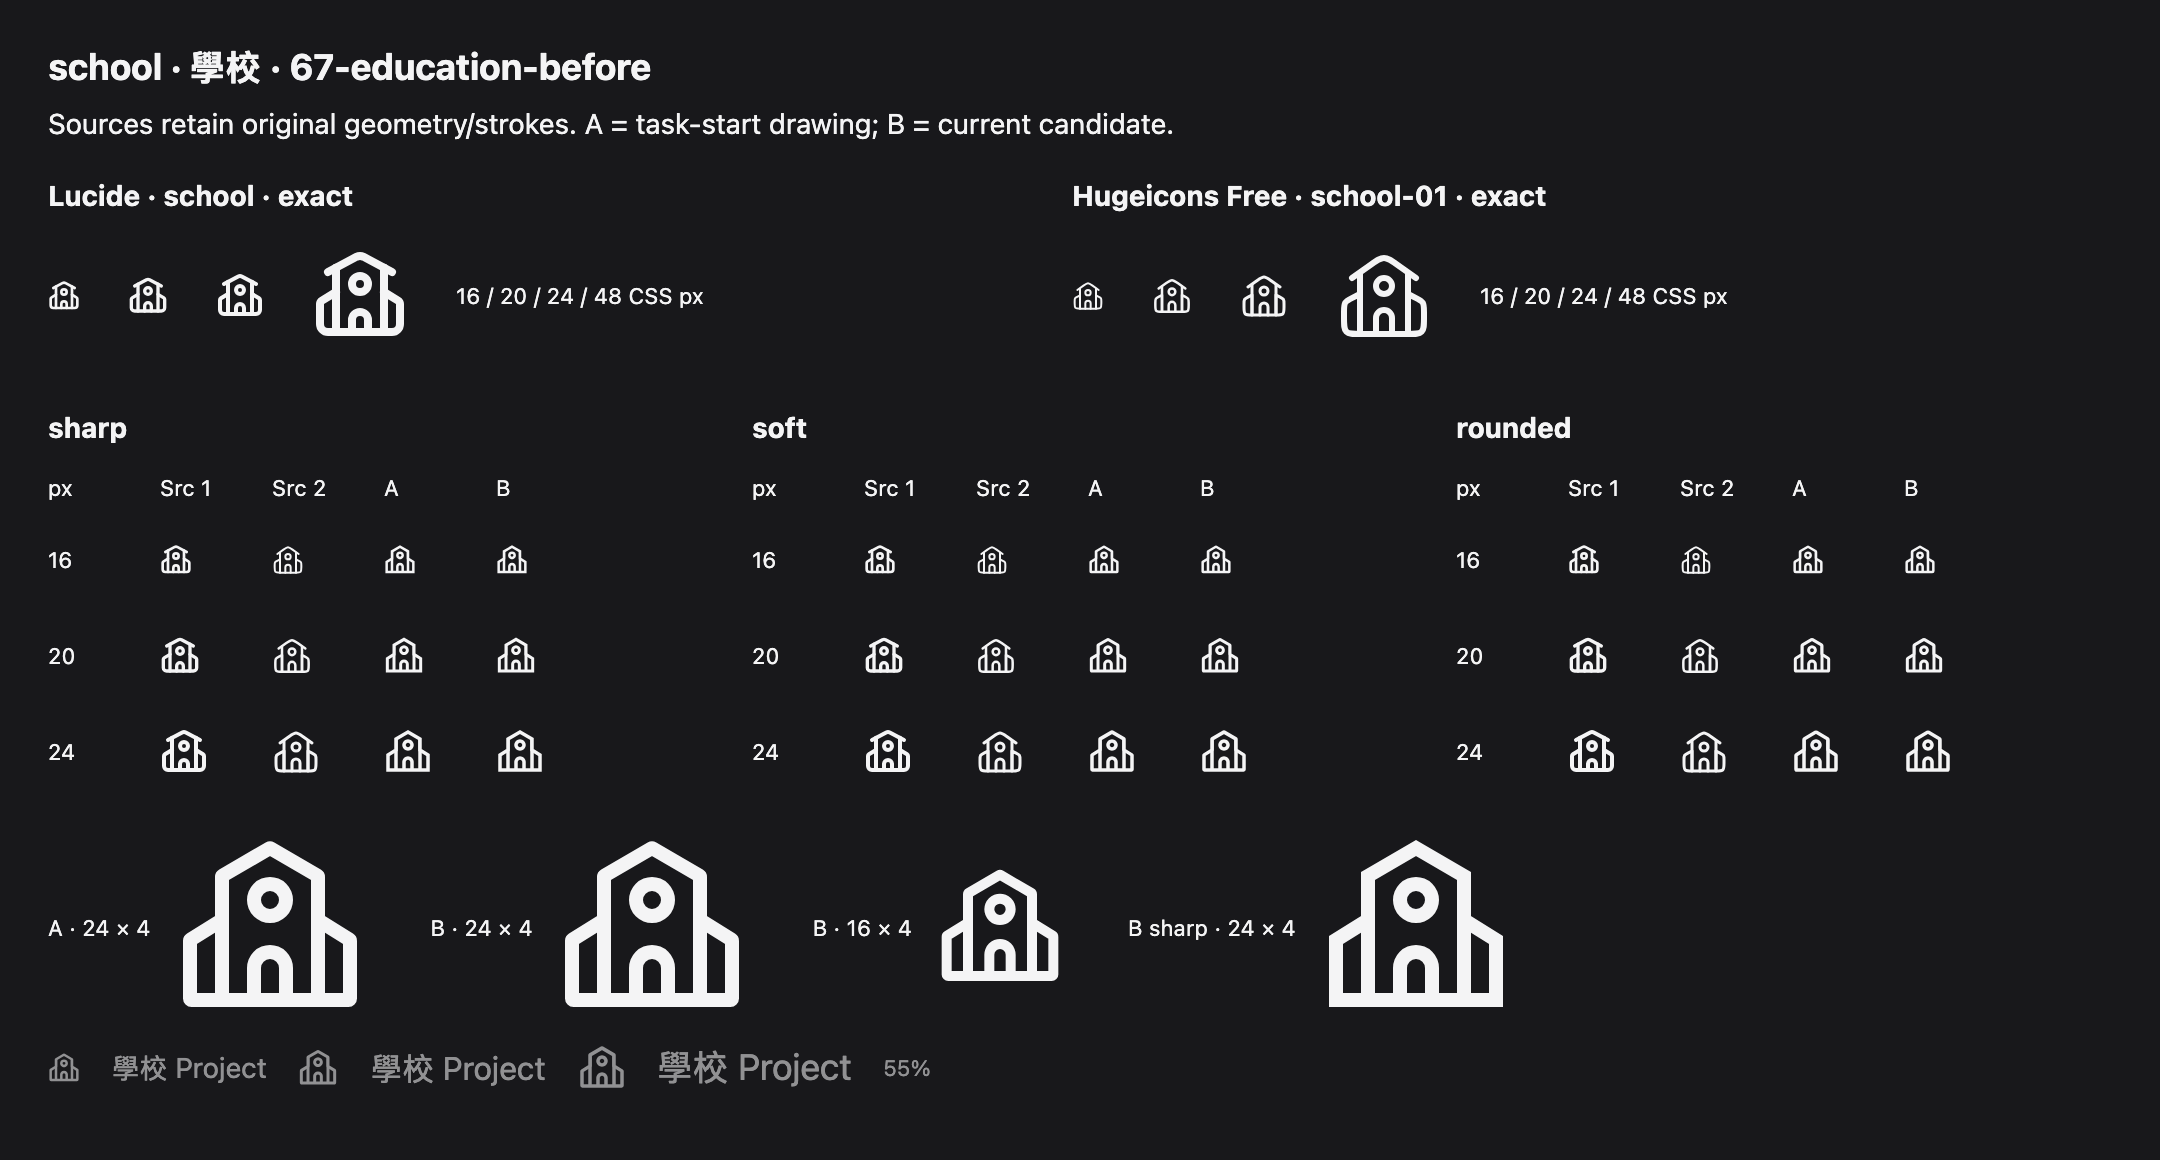 school · 學校 · 67-education-before
Sources retain original geometry/strokes. A = task-start drawing; B = current candidate.
Lucide · school · exact
Hugeicons Free · school-01 · exact
16 / 20 / 24 / 48 CSS px
16 / 20 / 24 / 48 CSS px
sharp
soft
rounded
px Src 1 Src 2 A B
px Src 1 Src 2 A B
px Src 1 Src 2 A B
16
16
16
20
20
20
24
24
24
A · 24 × 4
B · 24 × 4
B · 16 × 4
B sharp · 24 × 4
學校 Project
學校 Project
學校 Project
55%